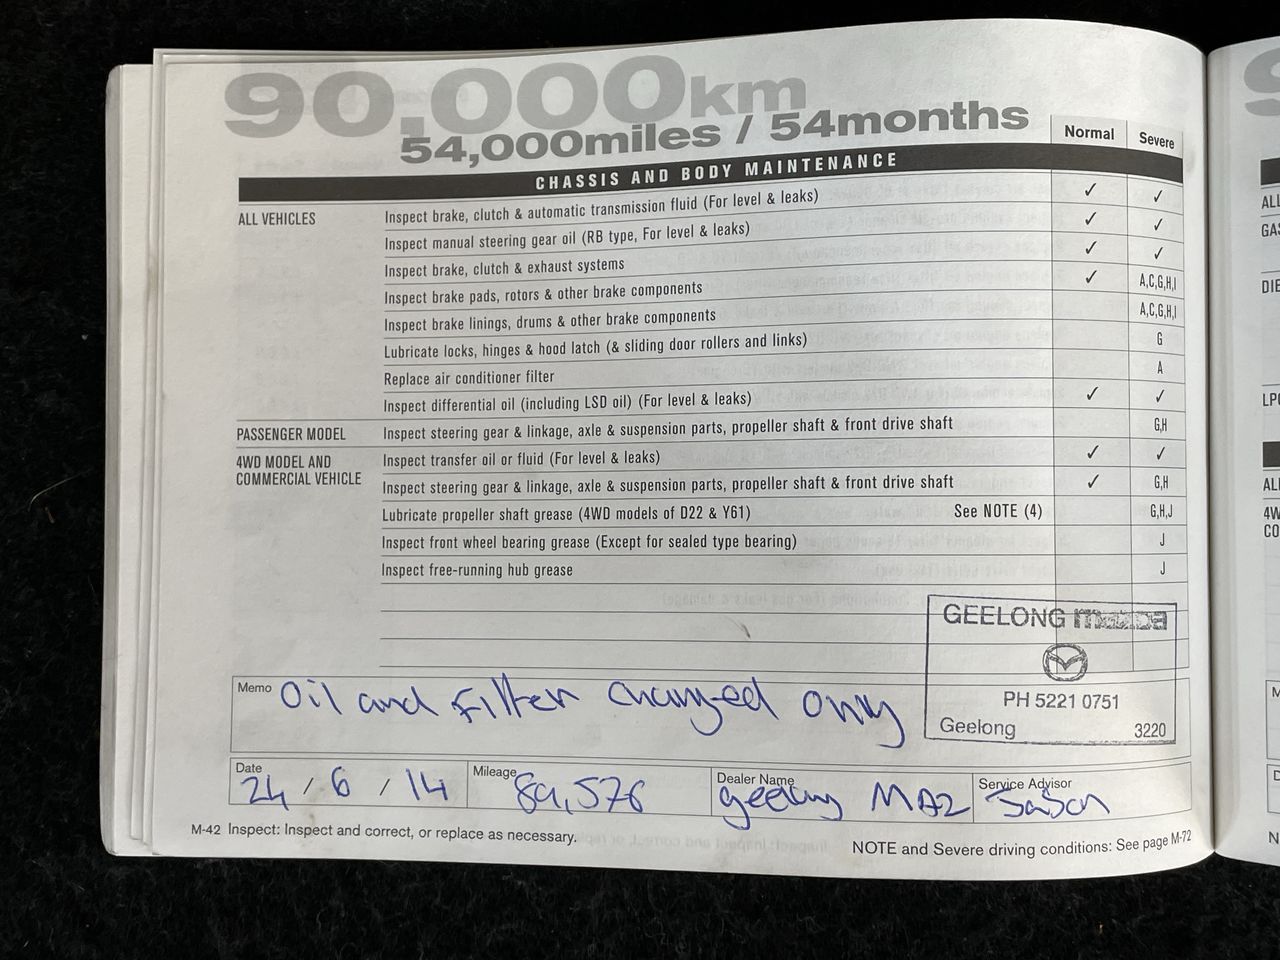 90,000km
54,000miles / 54months
Normal Severe
CHASSIS AND BODY MAINTENANCE
ALL VEHICLES Inspect brake, clutch & automatic transmission fluid (For level & leaks) ✓ ✓
Inspect manual steering gear oil (RB type, For level & leaks) ✓ ✓
Inspect brake, clutch & exhaust systems ✓ ✓
Inspect brake pads, rotors & other brake components ✓ A,C,G,H,I
Inspect brake linings, drums & other brake components A,C,G,H,I
Lubricate locks, hinges & hood latch (& sliding door rollers and links) G
Replace air conditioner filter A
Inspect differential oil (including LSD oil) (For level & leaks) ✓ ✓
PASSENGER MODEL Inspect steering gear & linkage, axle & suspension parts, propeller shaft & front drive shaft G,H
4WD MODEL AND Inspect transfer oil or fluid (For level & leaks) ✓ ✓
COMMERCIAL VEHICLE Inspect steering gear & linkage, axle & suspension parts, propeller shaft & front drive shaft ✓ G,H
Lubricate propeller shaft grease (4WD models of D22 & Y61) See NOTE (4) G,H,J
Inspect front wheel bearing grease (Except for sealed type bearing) J
Inspect free-running hub grease J
GEELONG mazda
PH 5221 0751
Geelong 3220
Memo Oil and Filter Changed only
Date 24 / 6 / 14 Mileage 89,576 Dealer Name geelong MAZ Service Advisor Jason
M-42 Inspect: Inspect and correct, or replace as necessary.
NOTE and Severe driving conditions: See page M-72